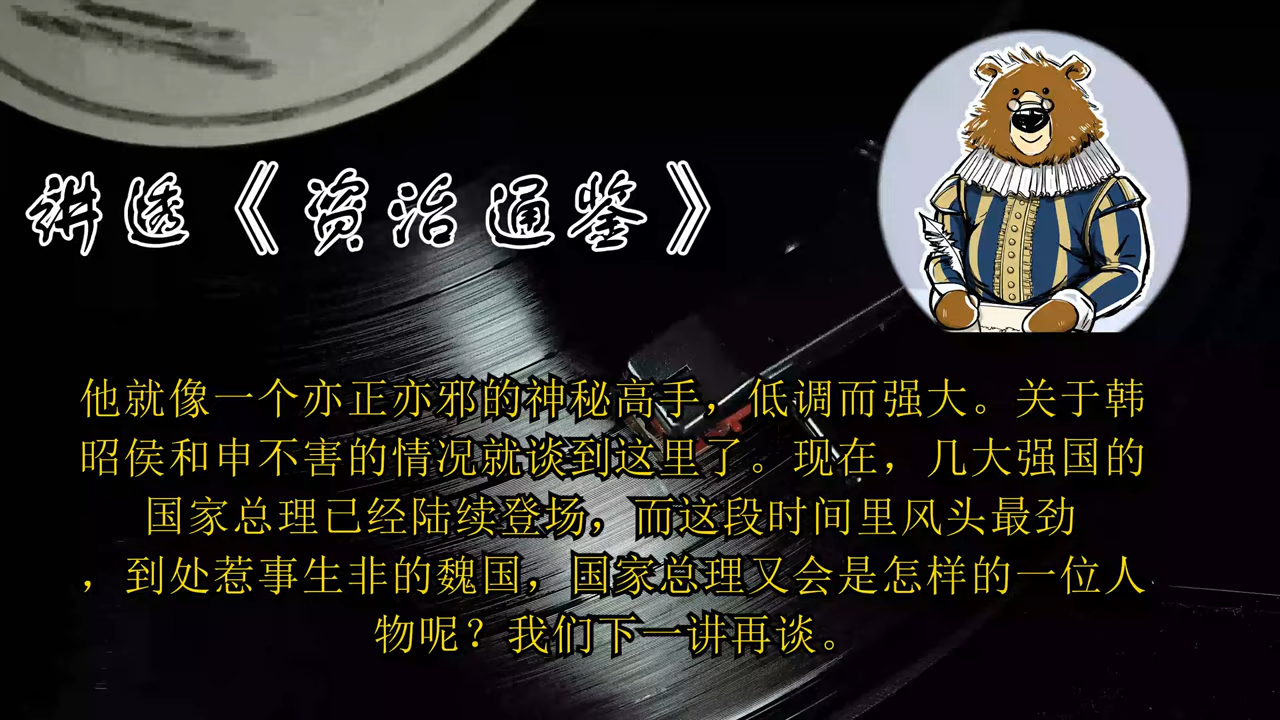 讲透《资治通鉴》
他就像一个亦正亦邪的神秘高手，低调而强大。关于韩
昭侯和申不害的情况就谈到这里了。现在，几大强国的
国家总理已经陆续登场，而这段时间里风头最劲
，到处惹事生非的魏国，国家总理又会是怎样的一位人
物呢？我们下一讲再谈。